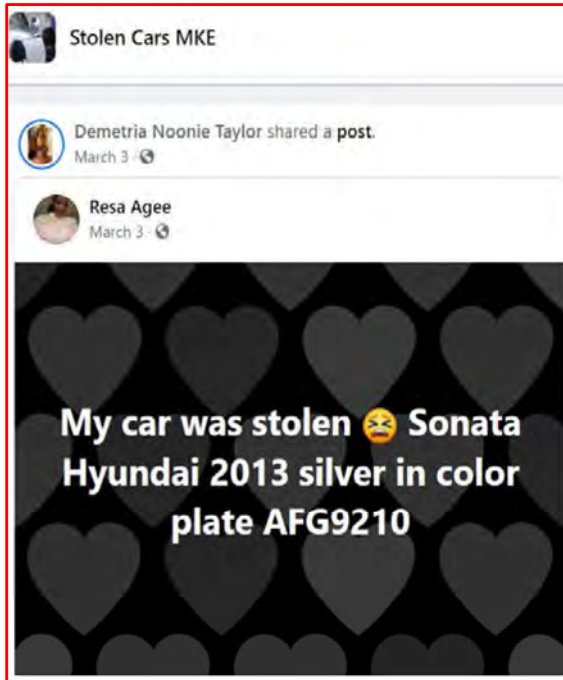 Stolen Cars MKE
Demetria Noonie Taylor shared a post.
March 3 ·
Resa Agee
March 3 ·
My car was stolen 😫 Sonata
Hyundai 2013 silver in color
plate AFG9210